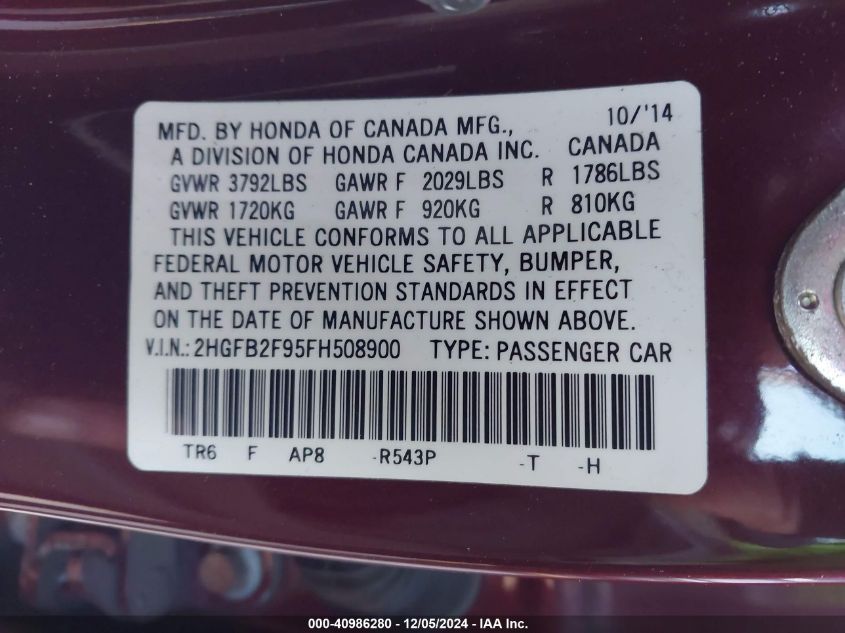 10/'14
MFD. BY HONDA OF CANADA MFG.,
A DIVISION OF HONDA CANADA INC. CANADA
GVWR 3792LBS GAWR F 2029LBS R 1786LBS
GVWR 1720KG GAWR F 920KG R 810KG
THIS VEHICLE CONFORMS TO ALL APPLICABLE
FEDERAL MOTOR VEHICLE SAFETY, BUMPER,
AND THEFT PREVENTION STANDARDS IN EFFECT
ON THE DATE OF MANUFACTURE SHOWN ABOVE.
V.I.N.: 2HGFB2F95FH508900 TYPE: PASSENGER CAR
TR6 F AP8 -R543P -T -H
000-40986280 - 12/05/2024 - IAA Inc.